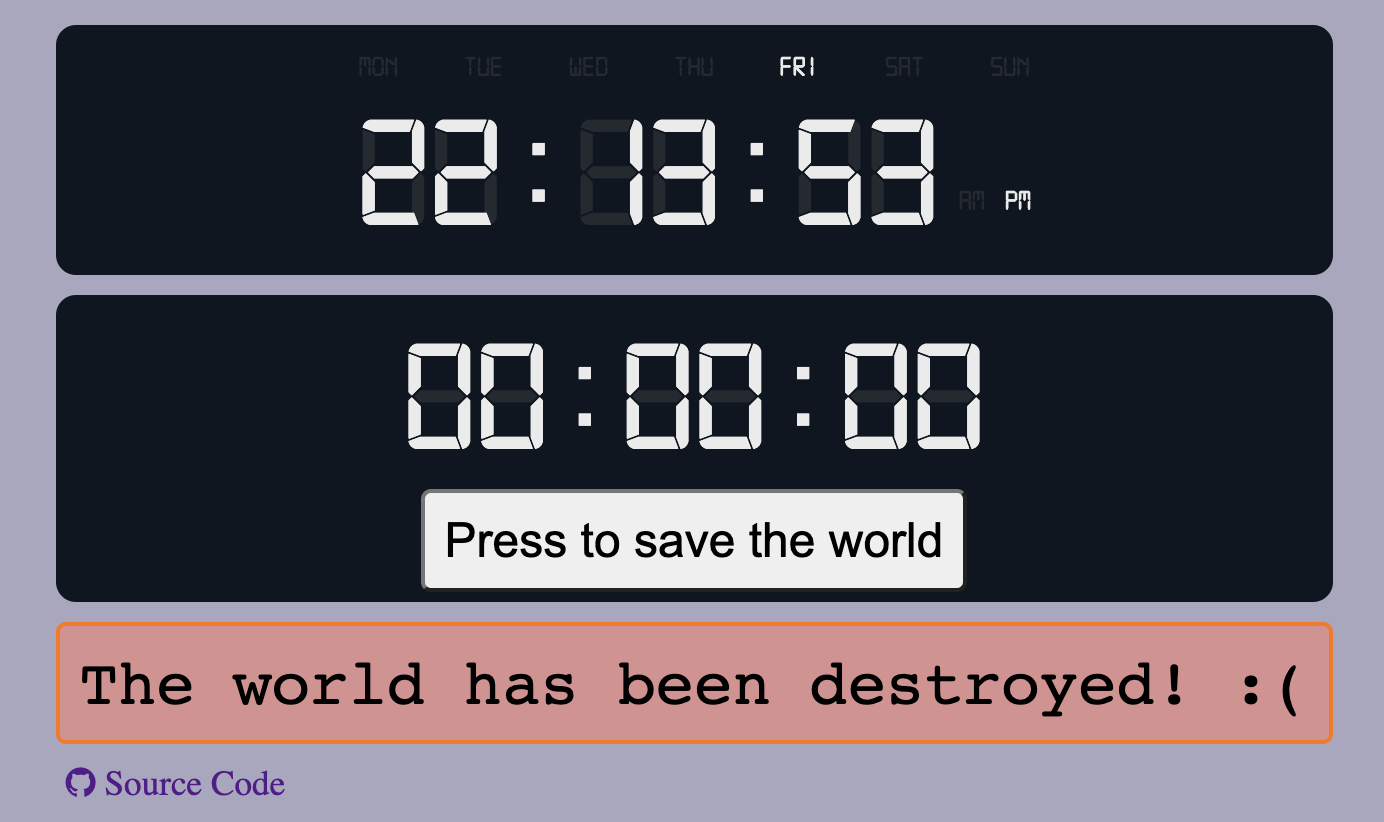 MON TUE WED THU FRI SAT SUN
22:13:53 AM PM
00:00:00
Press to save the world
The world has been destroyed! :(
Source Code